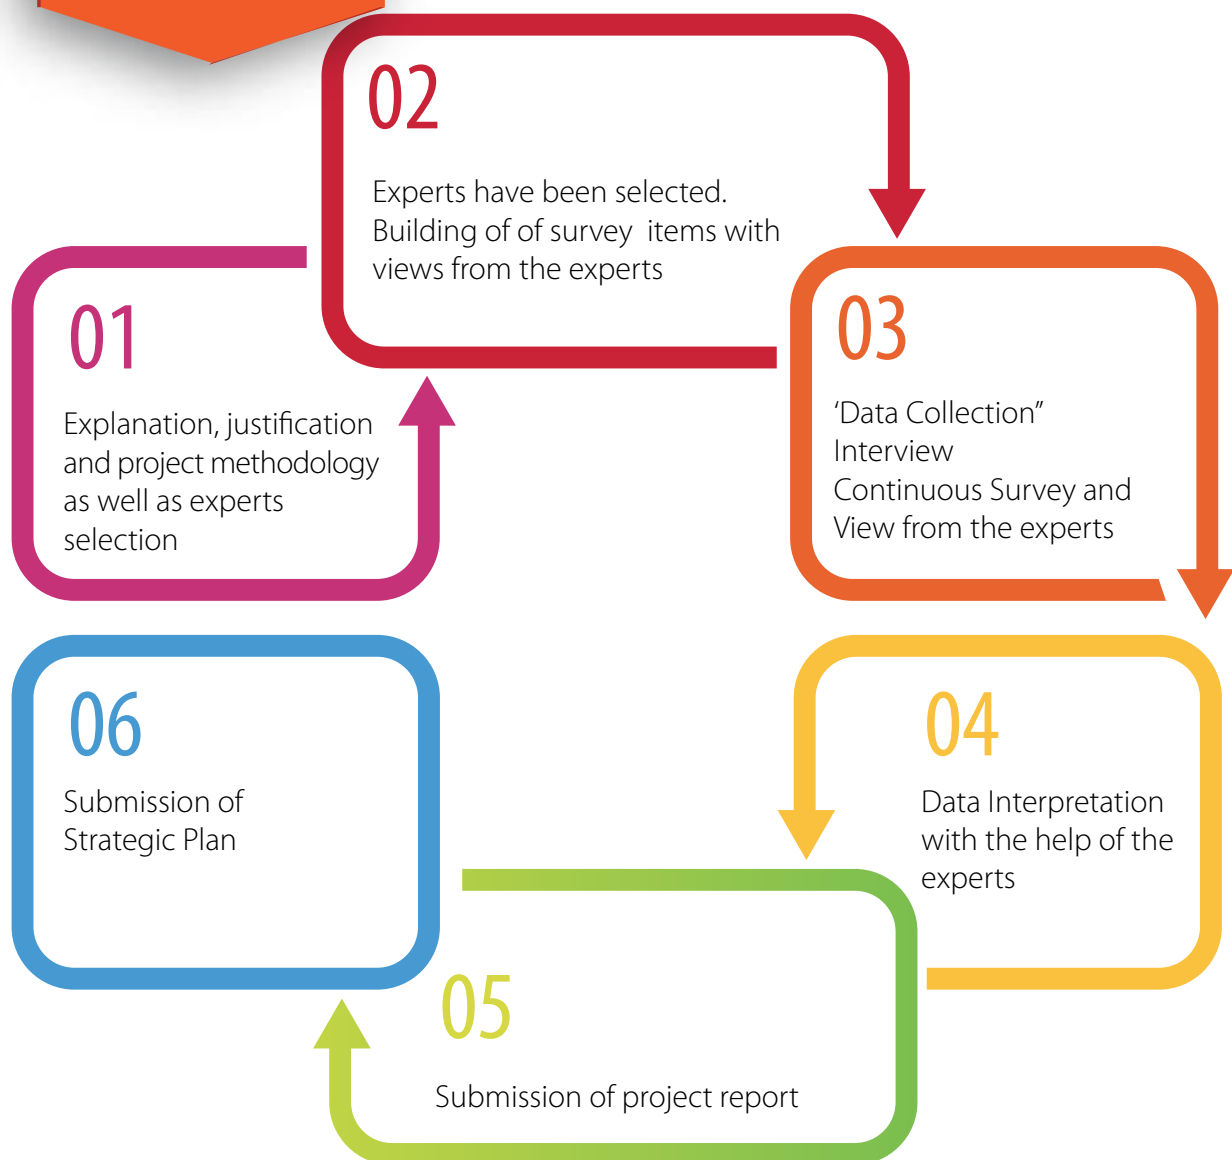 01
Explanation, justification
and project methodology
as well as experts
selection
02
Experts have been selected.
Building of of survey items with
views from the experts
03
‘Data Collection”
Interview
Continuous Survey and
View from the experts
04
Data Interpretation
with the help of the
experts
05
Submission of project report
06
Submission of
Strategic Plan